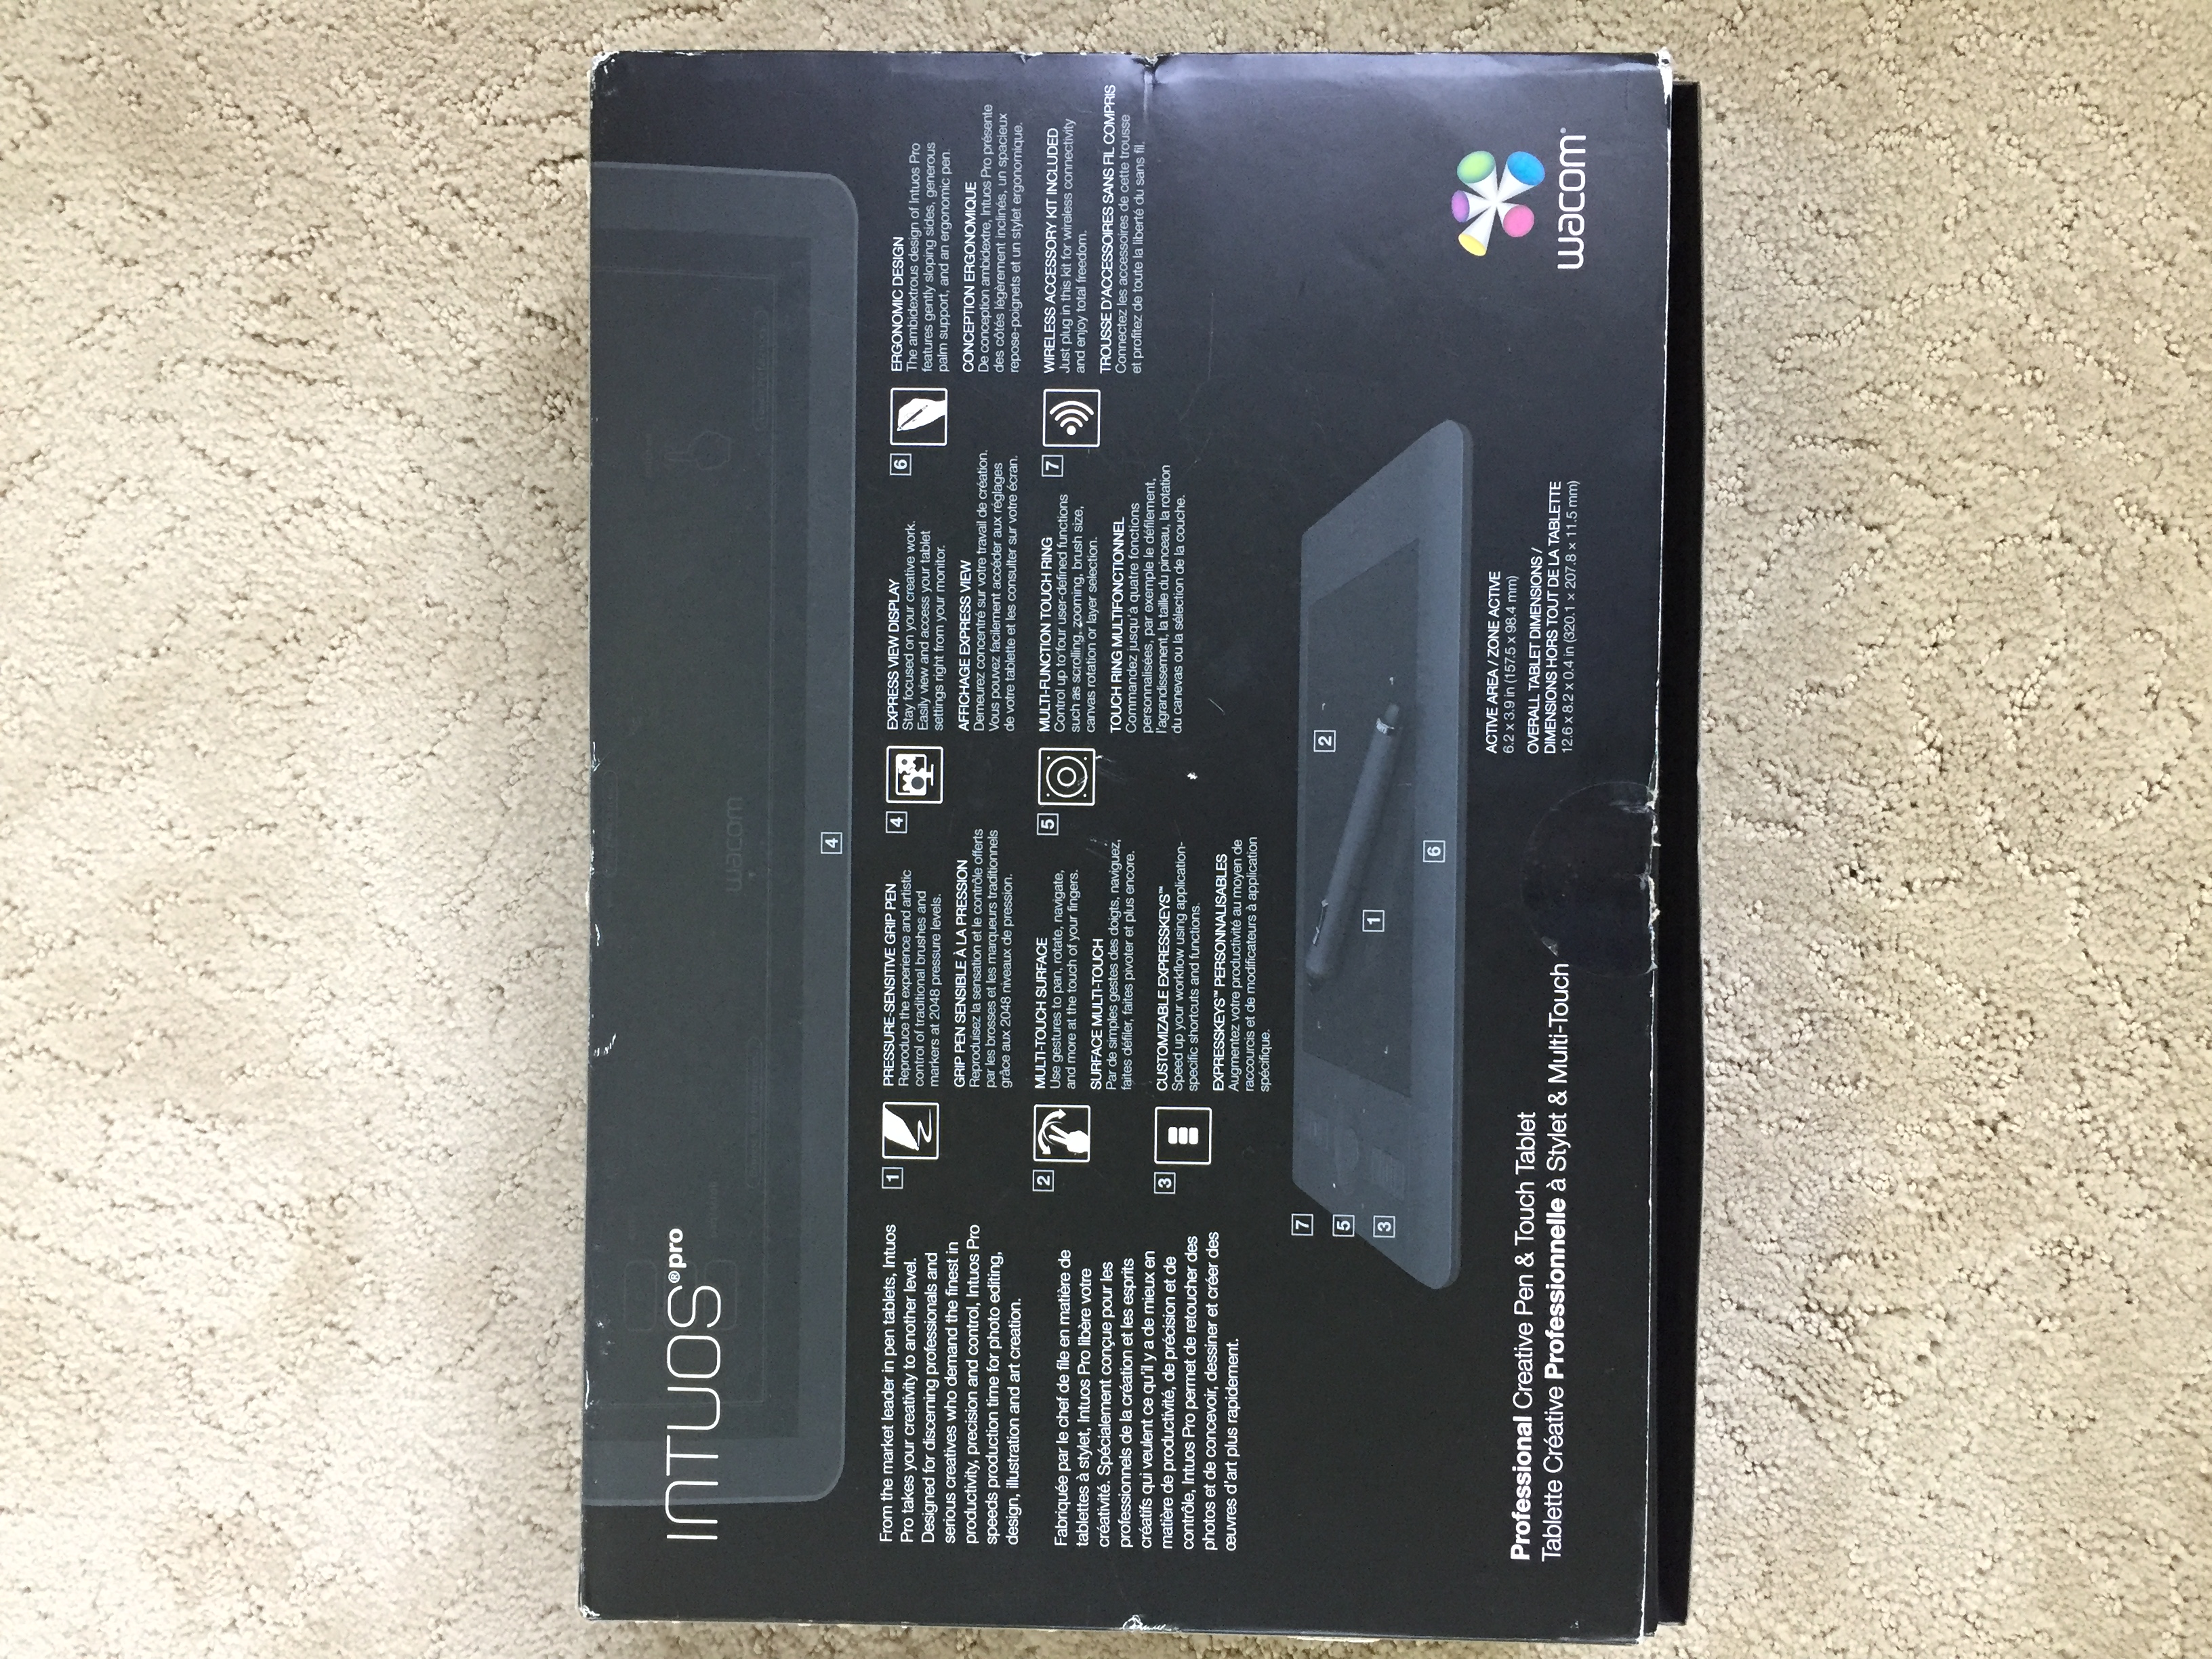 INTUOS®pro
wacom
4
From the market leader in pen tablets, Intuos
Pro takes your creativity to another level.
Designed for discerning professionals and
serious creatives who demand the finest in
productivity, precision and control, Intuos Pro
speeds production time for photo editing,
design, illustration and art creation.
Fabriquée par le chef de file en matière de
tablettes à stylet, Intuos Pro libère votre
créativité. Spécialement conçue pour les
professionnels de la création et les esprits
créatifs qui veulent ce qu'il y a de mieux en
matière de productivité, de précision et de
contrôle, Intuos Pro permet de retoucher des
photos et de concevoir, dessiner et créer des
œuvres d'art plus rapidement.
1
PRESSURE-SENSITIVE GRIP PEN
Reproduce the experience and artistic
control of traditional brushes and
markers at 2048 pressure levels.
GRIP PEN SENSIBLE À LA PRESSION
Reproduisez la sensation et le contrôle offerts
par les brosses et les marqueurs traditionnels
grâce aux 2048 niveaux de pression.
2
MULTI-TOUCH SURFACE
Use gestures to pan, rotate, navigate,
and more at the touch of your fingers.
SURFACE MULTI-TOUCH
Par de simples gestes des doigts, naviguez,
faites défiler, faites pivoter et plus encore.
3
CUSTOMIZABLE EXPRESSKEYS™
Speed up your workflow using application-
specific shortcuts and functions.
EXPRESSKEYS™ PERSONNALISABLES
Augmentez votre productivité au moyen de
raccourcis et de modificateurs à application
spécifique.
4
EXPRESS VIEW DISPLAY
Stay focused on your creative work.
Easily view and access your tablet
settings right from your monitor.
AFFICHAGE EXPRESS VIEW
Demeurez concentré sur votre travail de création.
Vous pouvez facilement accéder aux réglages
de votre tablette et les consulter sur votre écran.
5
MULTI-FUNCTION TOUCH RING
Control up to four user-defined functions
such as scrolling, zooming, brush size,
canvas rotation or layer selection.
TOUCH RING MULTIFONCTIONNEL
Commandez jusqu'à quatre fonctions
personnalisées, par exemple le défilement,
l'agrandissement, la taille du pinceau, la rotation
du canevas ou la sélection de la couche.
6
ERGONOMIC DESIGN
The ambidextrous design of Intuos Pro
features gently sloping sides, generous
palm support, and an ergonomic pen.
CONCEPTION ERGONOMIQUE
De conception ambidextre, Intuos Pro présente
des côtés légèrement inclinés, un spacieux
repose-poignets et un stylet ergonomique.
7
WIRELESS ACCESSORY KIT INCLUDED
Just plug in this kit for wireless connectivity
and enjoy total freedom.
TROUSSE D'ACCESSOIRES SANS FIL COMPRIS
Connectez les accessoires de cette trousse
et profitez de toute la liberté du sans fil.
7
5
3
2
1
6
Professional Creative Pen & Touch Tablet
Tablette Créative Professionnelle à Stylet & Multi-Touch
ACTIVE AREA / ZONE ACTIVE
6.2 x 3.9 in (157.5 x 98.4 mm)
OVERALL TABLET DIMENSIONS /
DIMENSIONS HORS TOUT DE LA TABLETTE
12.6 x 8.2 x 0.4 in (320.1 × 207.8 × 11.5 mm)
wacom®